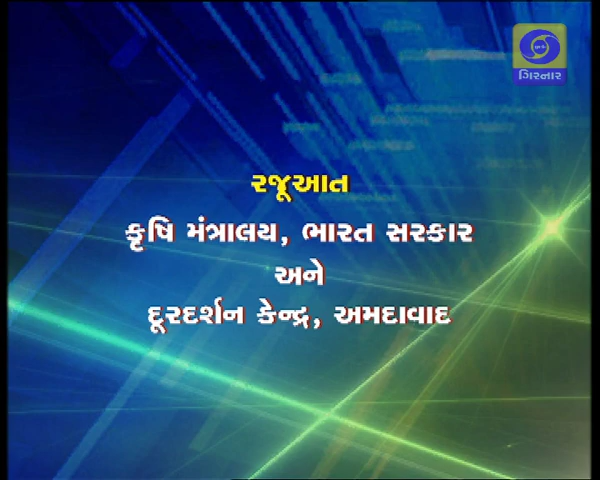 ગિરનાર
રજૂઆત
કૃષિ મંત્રાલય, ભારત સરકાર
અને
દૂરદર્શન કેન્દ્ર, અમદાવાદ